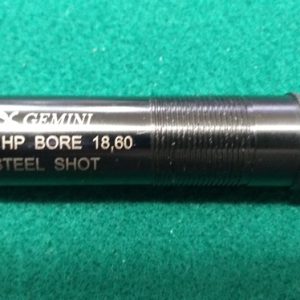 X GEMINI
HP BORE 18,60
STEEL SHOT